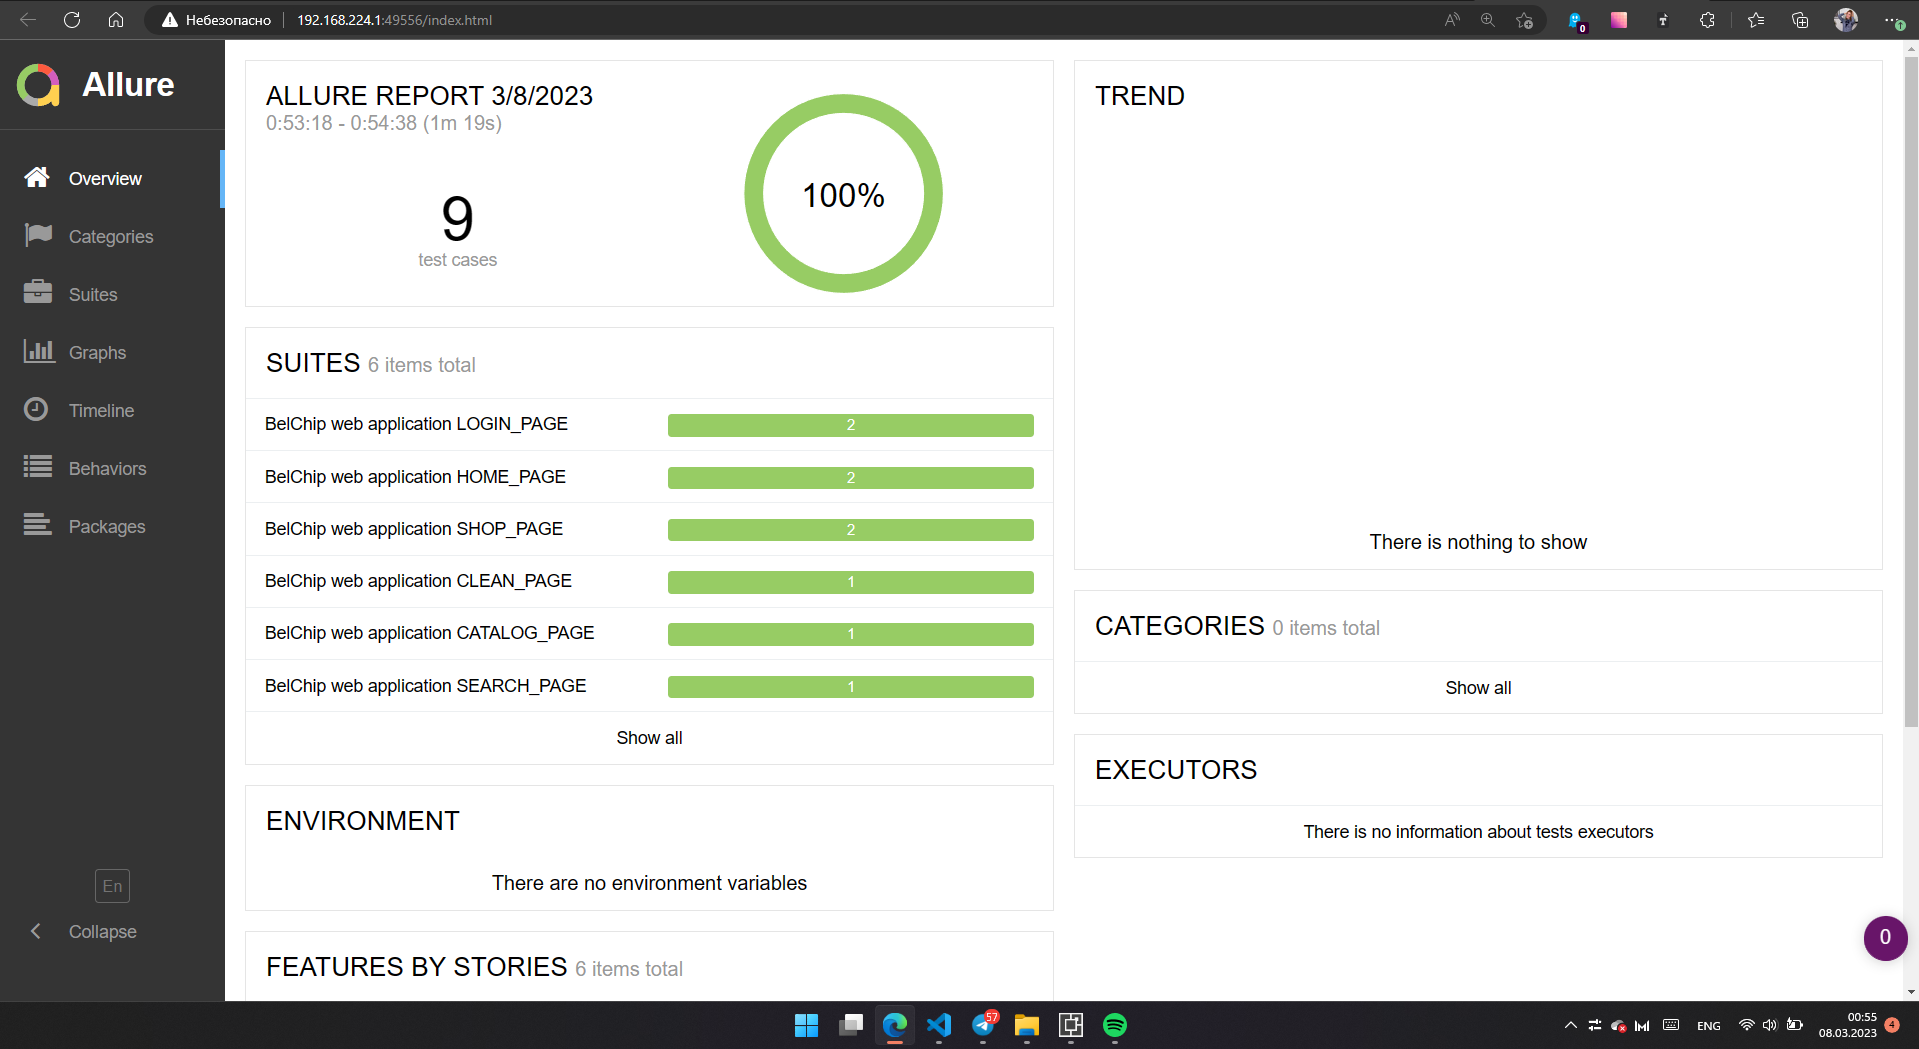 Небезопасно
192.168.224.1:49556/index.html
0
Allure
Overview
Categories
Suites
Graphs
Timeline
Behaviors
Packages
En
Collapse
ALLURE REPORT 3/8/2023
0:53:18 - 0:54:38 (1m 19s)
9
test cases
100%
SUITES 6 items total
BelChip web application LOGIN_PAGE 2
BelChip web application HOME_PAGE 2
BelChip web application SHOP_PAGE 2
BelChip web application CLEAN_PAGE 1
BelChip web application CATALOG_PAGE 1
BelChip web application SEARCH_PAGE 1
Show all
ENVIRONMENT
There are no environment variables
FEATURES BY STORIES 6 items total
TREND
There is nothing to show
CATEGORIES 0 items total
Show all
EXECUTORS
There is no information about tests executors
0
57
ENG
00:55
08.03.2023
4